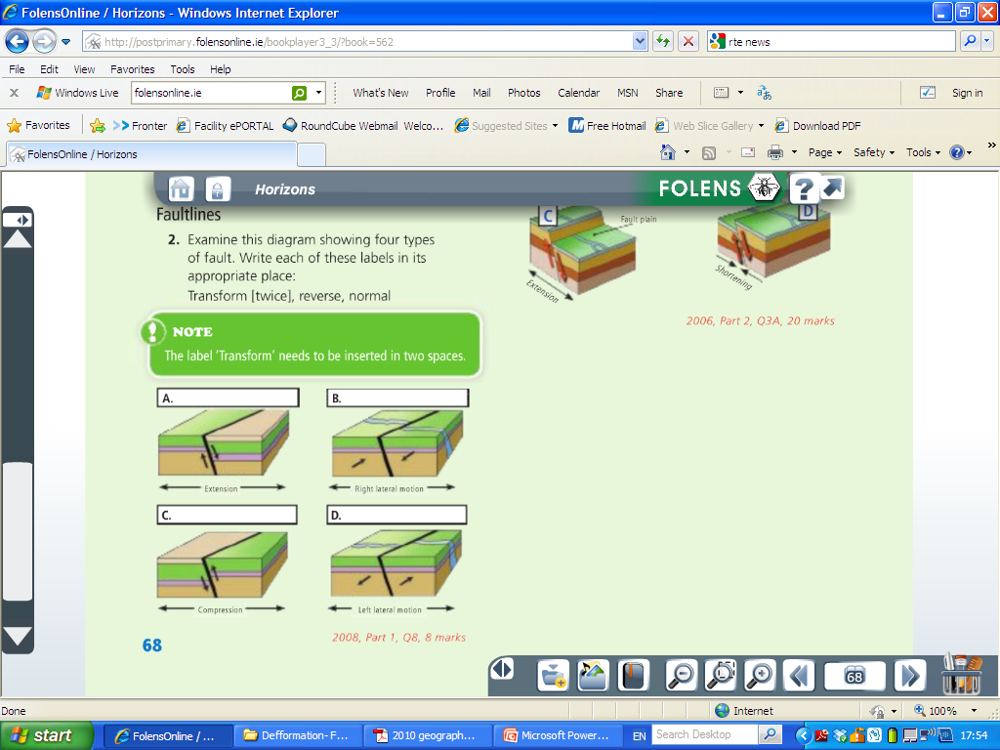 FolensOnline / Horizons - Windows Internet Explorer
http://postprimary.folensonline.ie/bookplayer3_3/?book=562
rte news
File Edit View Favorites Tools Help
x Windows Live folensonline.ie What's New Profile Mail Photos Calendar MSN Share Sign in
Favorites >> Fronter Facility ePORTAL RoundCube Webmail Welco... Suggested Sites Free Hotmail Web Slice Gallery Download PDF
FolensOnline / Horizons
Page Safety Tools »
Horizons
FOLENS
?
Faultlines
2. Examine this diagram showing four types
of fault. Write each of these labels in its
appropriate place:
Transform [twice], reverse, normal
! NOTE
The label 'Transform' needs to be inserted in two spaces.
A.
B.
Extension
Right lateral motion
C.
D.
Compression
Left lateral motion
2008, Part 1, Q8, 8 marks
68
C
Fault plain
Extension
D
Shortening
2006, Part 2, Q3A, 20 marks
68
Done Internet 100%
start FolensOnline / ... Defformation- F... 2010 geograph... Microsoft Power... EN Search Desktop 17:54